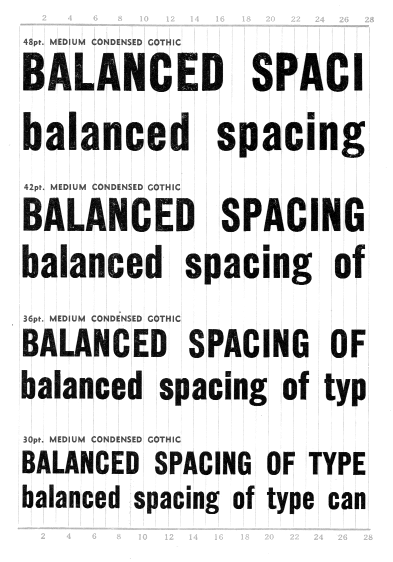 2 4 6 8 10 12 14 16 18 20 22 24 26 28
48pt. MEDIUM CONDENSED GOTHIC
BALANCED SPACI
balanced spacing
42pt. MEDIUM CONDENSED GOTHIC
BALANCED SPACING
balanced spacing of
36pt. MEDIUM CONDENSED GOTHIC
BALANCED SPACING OF
balanced spacing of typ
30pt. MEDIUM CONDENSED GOTHIC
BALANCED SPACING OF TYPE
balanced spacing of type can
2 4 6 8 10 12 14 16 18 20 22 24 26 28